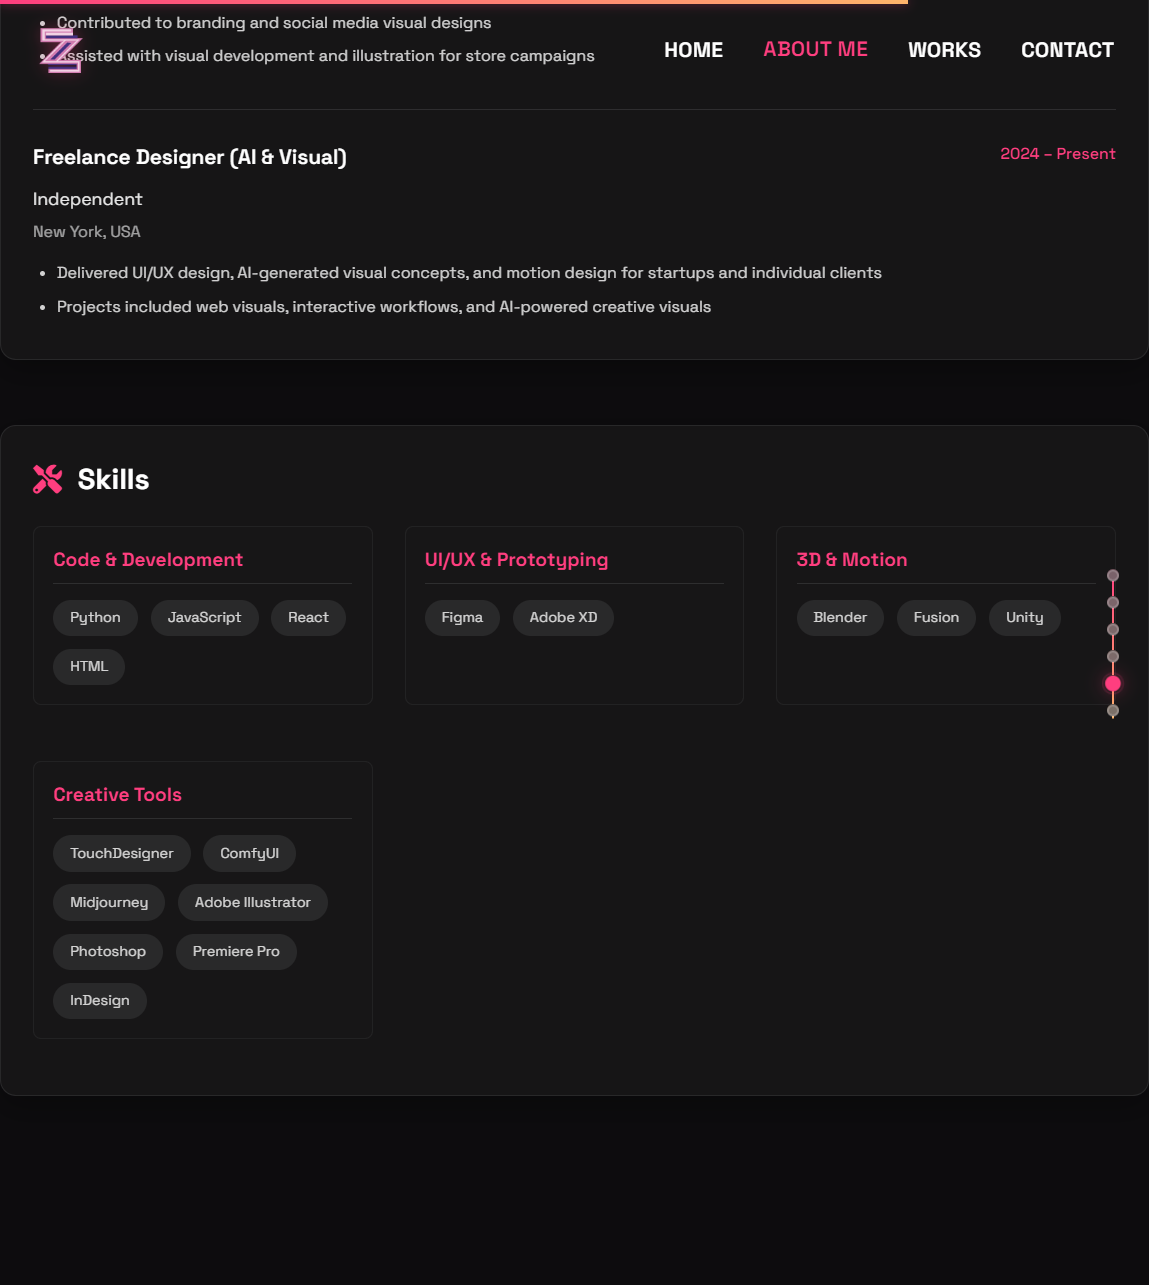 Contributed to branding and social media visual designs
Assisted with visual development and illustration for store campaigns
Z
HOME ABOUT ME WORKS CONTACT
Freelance Designer (AI & Visual)
2024 – Present
Independent
New York, USA
Delivered UI/UX design, AI-generated visual concepts, and motion design for startups and individual clients
Projects included web visuals, interactive workflows, and AI-powered creative visuals
Skills
Code & Development
Python JavaScript React
HTML
UI/UX & Prototyping
Figma Adobe XD
3D & Motion
Blender Fusion Unity
Creative Tools
TouchDesigner ComfyUI
Midjourney Adobe Illustrator
Photoshop Premiere Pro
InDesign